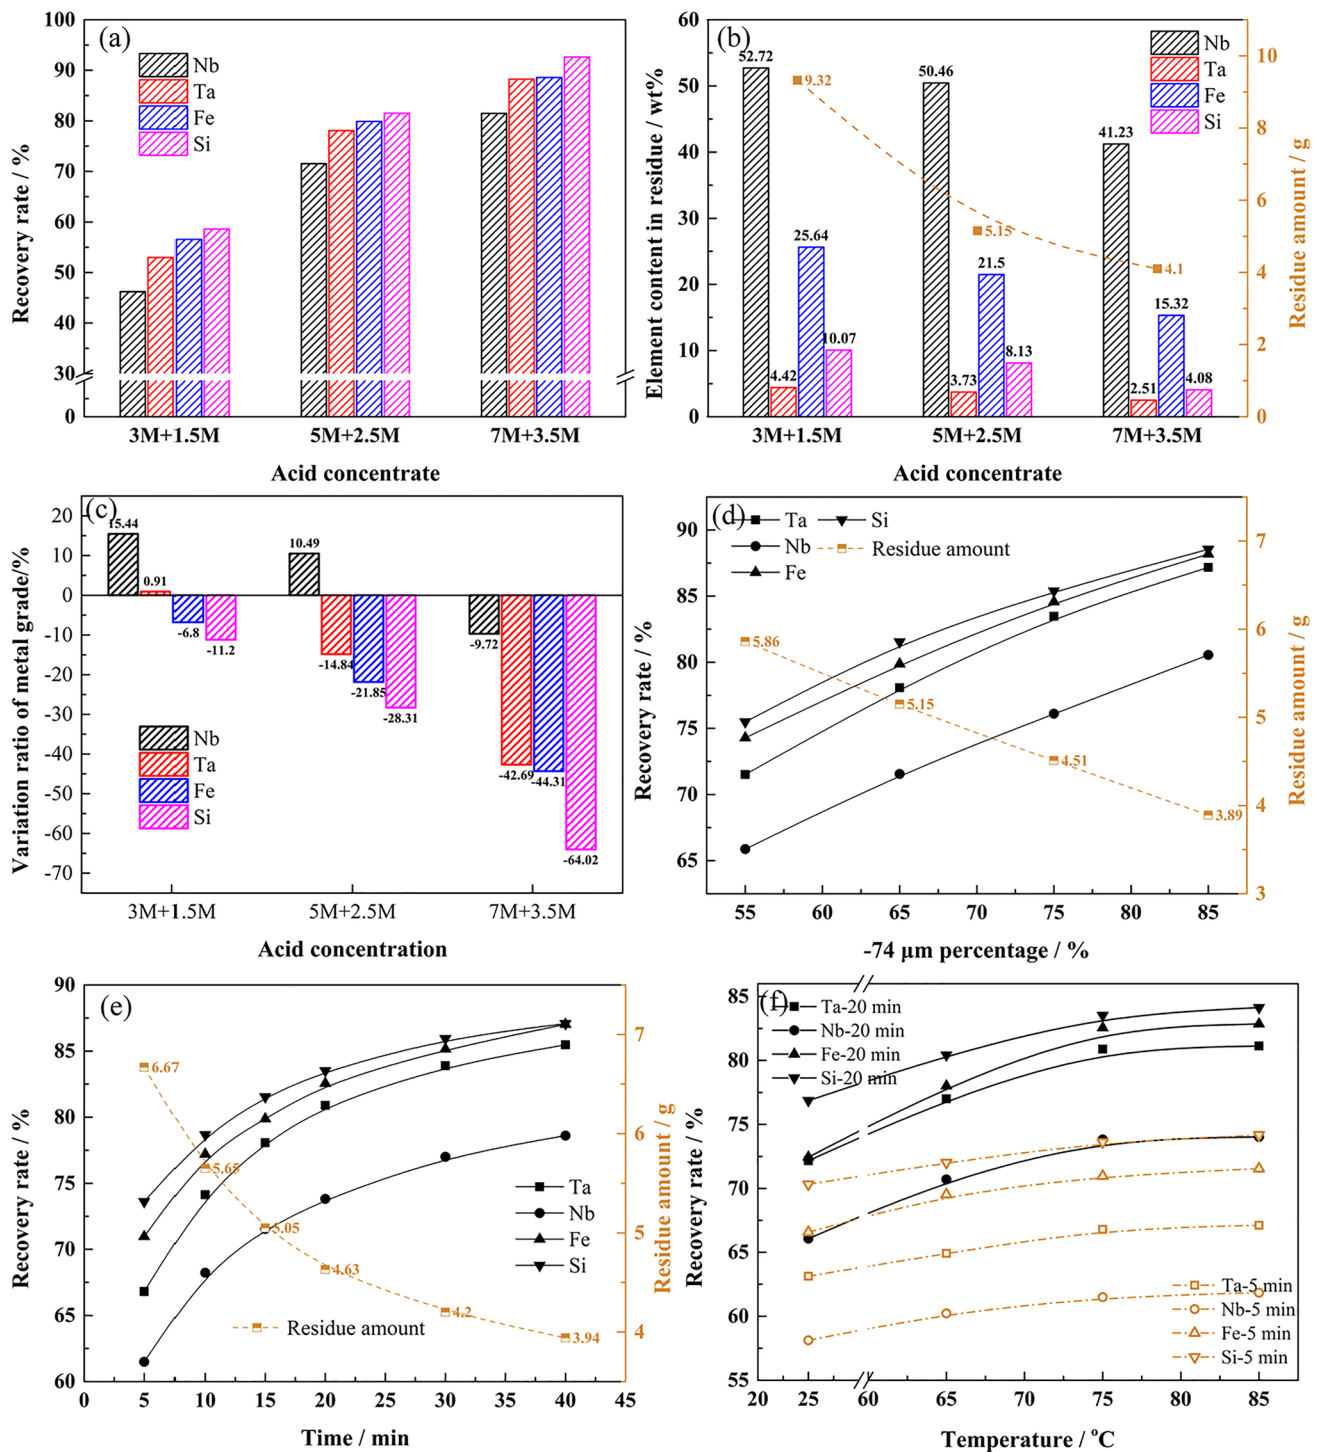 (a)
Nb
Ta
Fe
Si
Recovery rate / %
100
90
80
70
60
50
40
30
0
3M+1.5M 5M+2.5M 7M+3.5M
Acid concentrate
(b)
Nb
Ta
Fe
Si
Element content in residue / wt%
60
50
40
30
20
10
0
52.72
4.42
25.64
10.07
50.46
3.73
21.5
8.13
41.23
2.51
15.32
4.08
9.32
5.15
4.1
Residue amount / g
10
8
6
4
2
0
3M+1.5M 5M+2.5M 7M+3.5M
Acid concentrate
(c)
Variation ratio of metal grade/%
20
10
0
-10
-20
-30
-40
-50
-60
-70
15.44
0.91
-6.8
-11.2
10.49
-14.84
-21.85
-28.31
-9.72
-42.69
-44.31
-64.02
Nb
Ta
Fe
Si
3M+1.5M 5M+2.5M 7M+3.5M
Acid concentration
(d)
Ta
Nb
Fe
Si
Residue amount
Recovery rate / %
90
85
80
75
70
65
5.86
5.15
4.51
3.89
Residue amount / g
7
6
5
4
3
55 60 65 70 75 80 85
-74 μm percentage / %
(e)
Recovery rate / %
90
85
80
75
70
65
60
6.67
5.65
5.05
4.63
4.2
3.94
Ta
Nb
Fe
Si
Residue amount
Residue amount / g
7
6
5
4
0 5 10 15 20 25 30 35 40 45
Time / min
(f)
Ta-20 min
Nb-20 min
Fe-20 min
Si-20 min
Recovery rate / %
85
80
75
70
65
60
55
Ta-5 min
Nb-5 min
Fe-5 min
Si-5 min
20 25 60 65 70 75 80 85
Temperature / °C